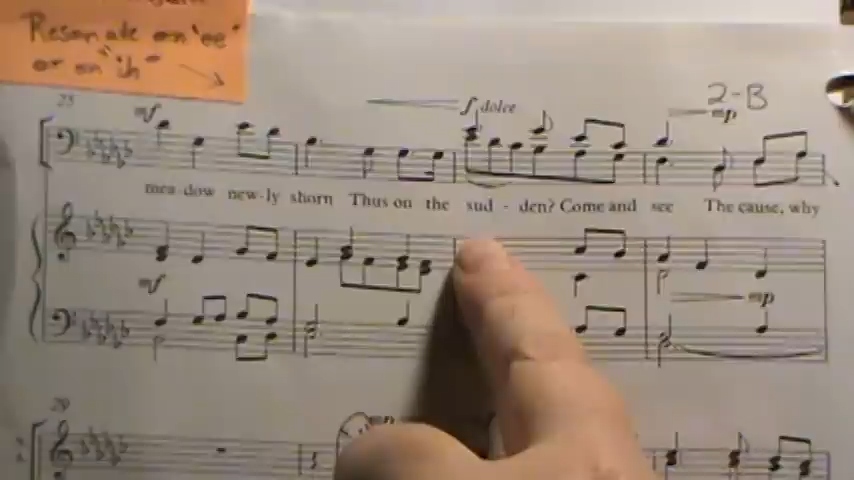 Resonate on "ee"
or on "ih"
25
mf
f dolce
2-B
mp
mea-dow new-ly shorn Thus on the sud - den? Come and see The cause, why
mf
mp
29
mp